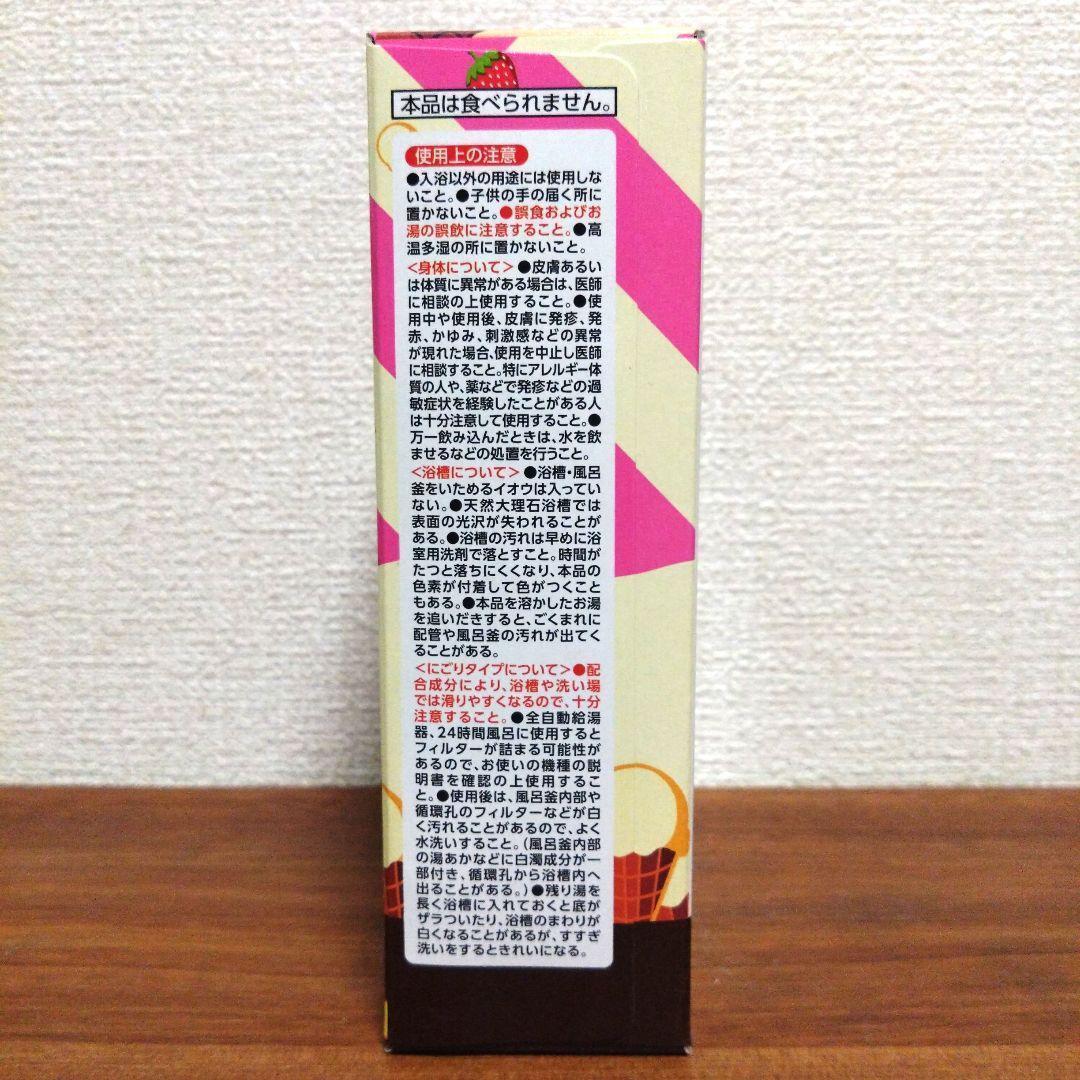 本品は食べられません。
使用上の注意
●入浴以外の用途には使用しな
いこと。●子供の手の届く所に
置かないこと。●誤食およびお
湯の誤飲に注意すること。●高
温多湿の所に置かないこと。
<身体について>●皮膚あるい
は体質に異常がある場合は、医師
に相談の上使用すること。●使
用中や使用後、皮膚に発疹、発
赤、かゆみ、刺激感などの異常
が現れた場合、使用を中止し医師
に相談すること。特にアレルギー体
質の人や、薬などで発疹などの過
敏症状を経験したことがある人
は十分注意して使用すること。●
万一飲み込んだときは、水を飲
ませるなどの処置を行うこと。
<浴槽について>●浴槽・風呂
釜をいためるイオウは入ってい
ない。●天然大理石浴槽では
表面の光沢が失われることが
ある。●浴槽の汚れは早めに浴
室用洗剤で落とすこと。時間が
たつと落ちにくくなり、本品の
色素が付着して色がつくこと
もある。●本品を溶かしたお湯
を追いだきすると、ごくまれに
配管や風呂釜の汚れが出てく
ることがある。
<にごりタイプについて>●配
合成分により、浴槽や洗い場
では滑りやすくなるので、十分
注意すること。●全自動給湯
器、24時間風呂に使用すると
フィルターが詰まる可能性が
あるので、お使いの機種の説
明書を確認の上使用するこ
と。●使用後は、風呂釜内部や
循環孔のフィルターなどが白
く汚れることがあるので、よく
水洗いすること。(風呂釜内部
の湯あかなどに白濁成分が一
部付き、循環孔から浴槽内へ
出ることがある。)●残り湯を
長く浴槽に入れておくと底が
ザラついたり、浴槽のまわりが
白くなることがあるが、すすぎ
洗いをするときれいになる。